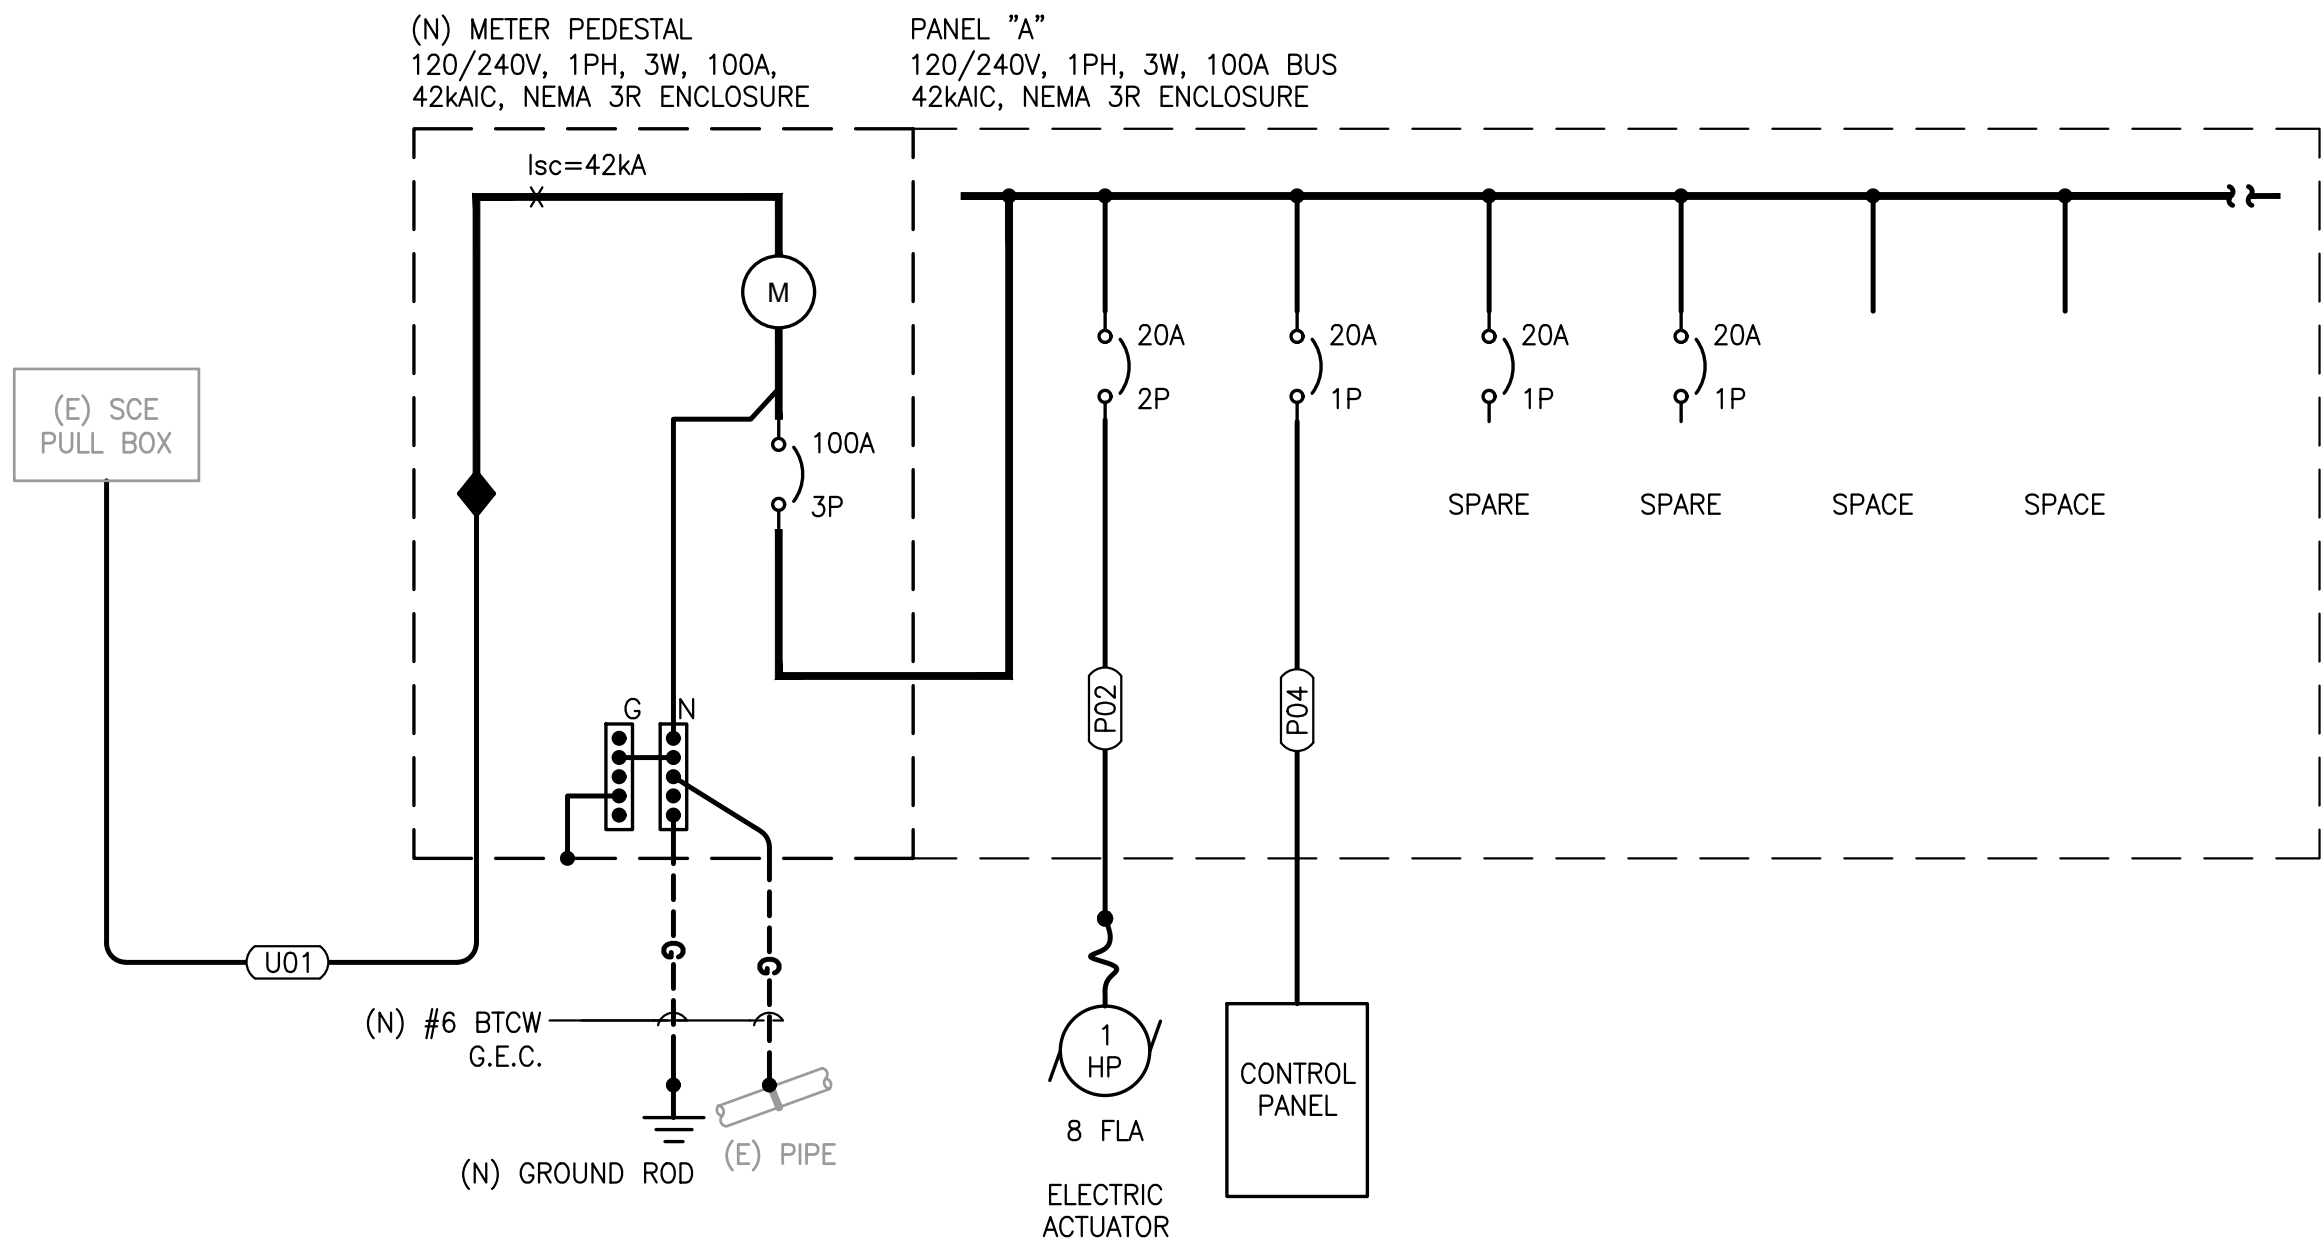 (N) METER PEDESTAL
120/240V, 1PH, 3W, 100A,
42kAIC, NEMA 3R ENCLOSURE
PANEL "A"
120/240V, 1PH, 3W, 100A BUS
42kAIC, NEMA 3R ENCLOSURE
Isc=42kA
M
(E) SCE
PULL BOX
100A
3P
20A
2P
20A
1P
20A
1P
20A
1P
SPARE
SPARE
SPACE
SPACE
G
N
P02
P04
U01
G
G
(N) #6 BTCW
G.E.C.
(N) GROUND ROD
(E) PIPE
1
HP
8 FLA
ELECTRIC
ACTUATOR
CONTROL
PANEL